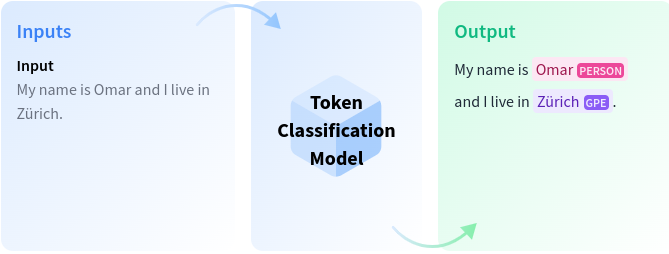 Inputs
Input
My name is Omar and I live in
Zürich.
Token
Classification
Model
Output
My name is Omar PERSON
and I live in Zürich GPE .